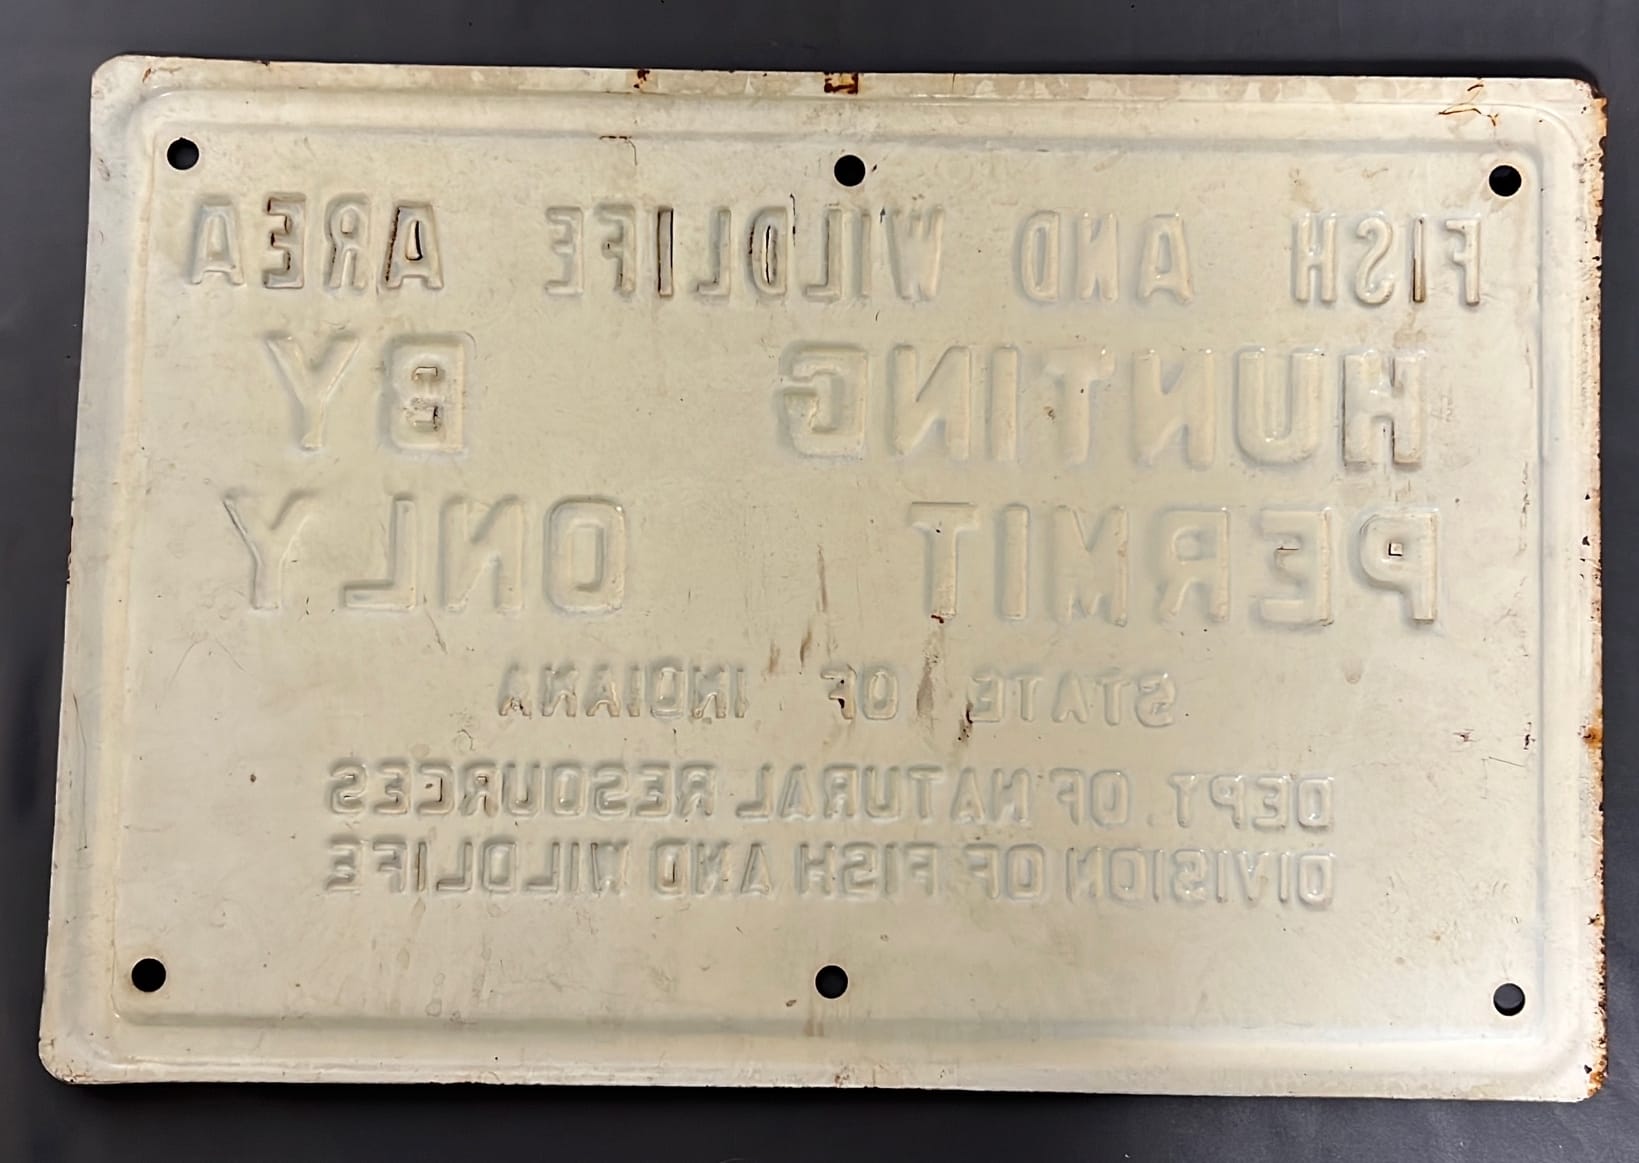 FISH AND WILDLIFE AREA
HUNTING BY
PERMIT ONLY
STATE OF INDIANA
DEPT. OF NATURAL RESOURCES
DIVISION OF FISH AND WILDLIFE